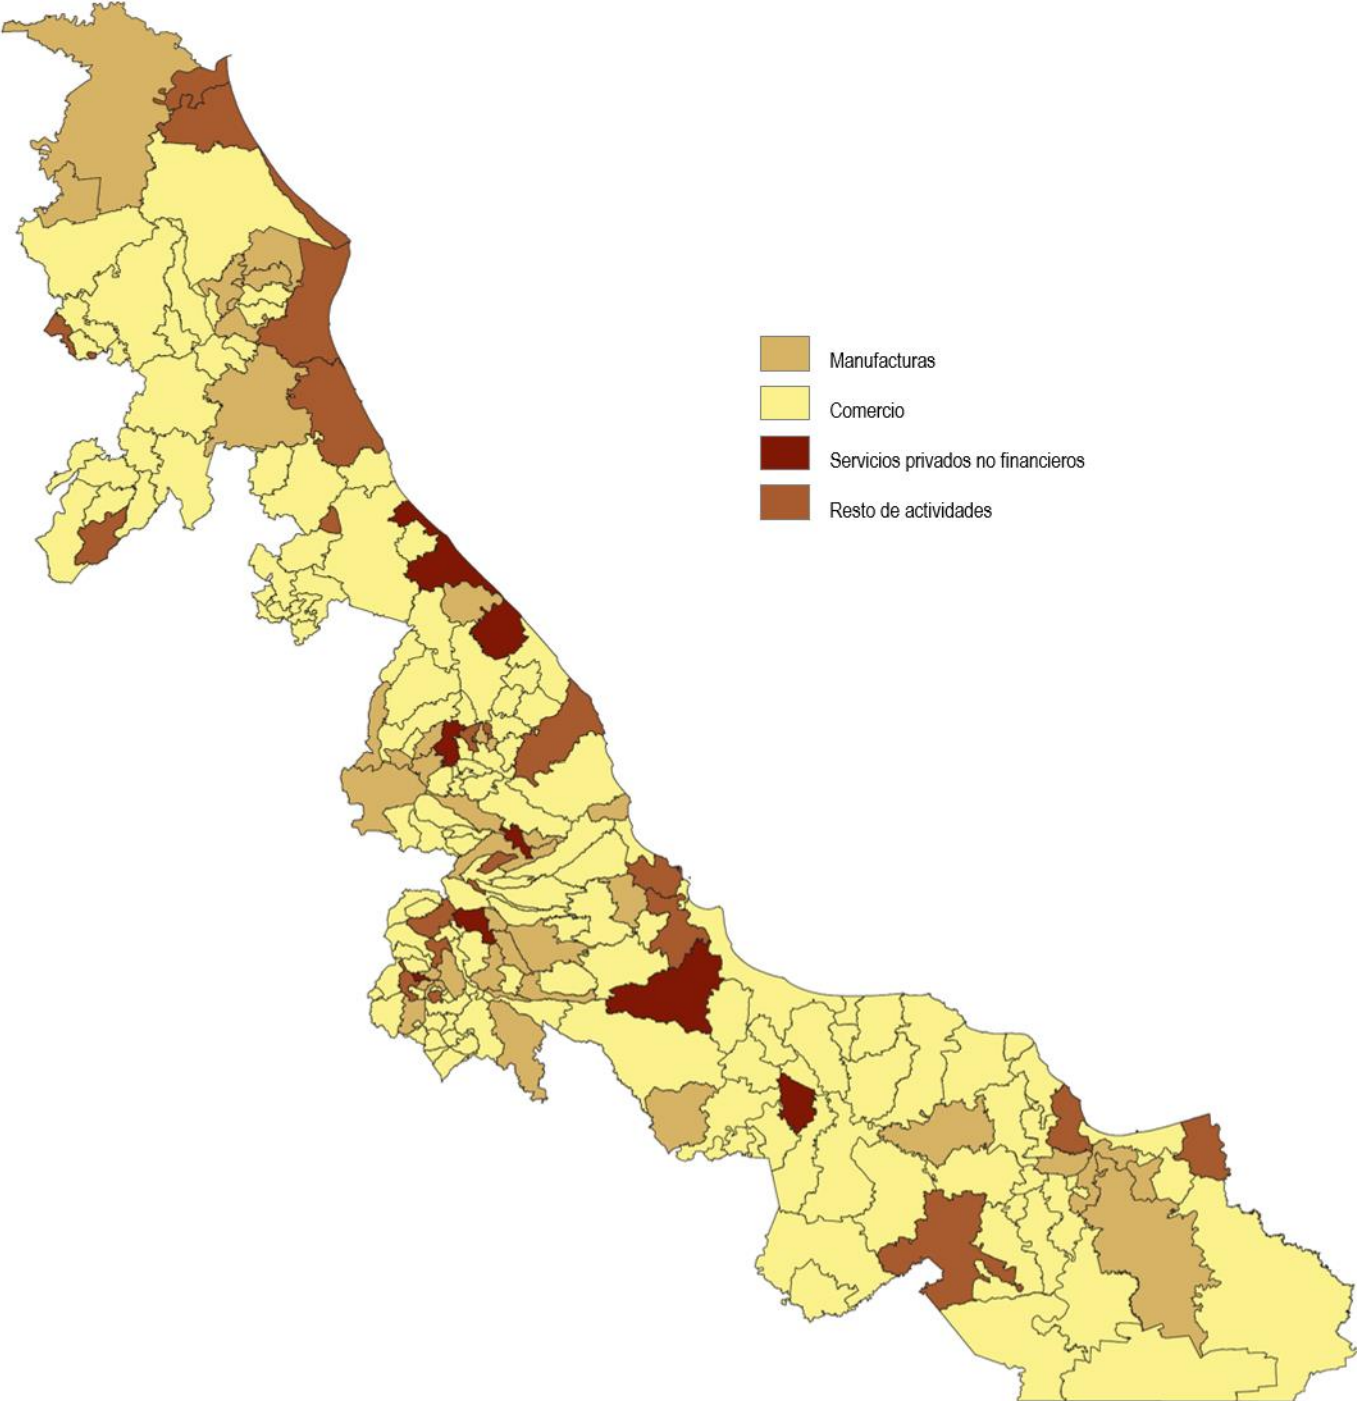 Manufacturas
Comercio
Servicios privados no financieros
Resto de actividades